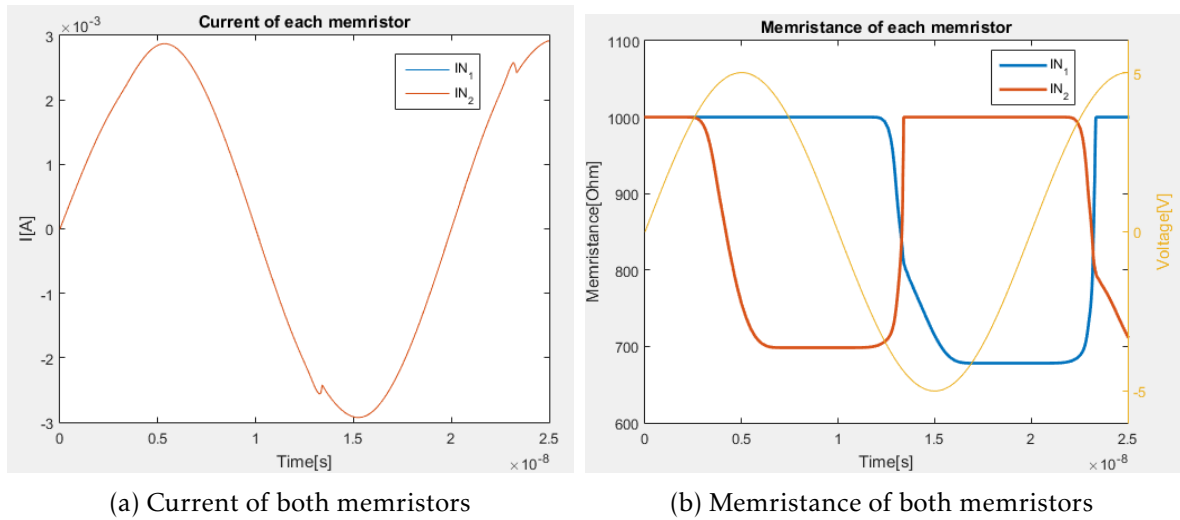 Current of each memristor
×10⁻³
3
2
1
0
-1
-2
-3
I[A]
IN₁
IN₂
0
0.5
1
1.5
2
2.5
Time[s]
×10⁻⁸
(a) Current of both memristors
Memristance of each memristor
1100
1000
900
800
700
600
Memristance[Ohm]
IN₁
IN₂
5
0
-5
Voltage[V]
0
0.5
1
1.5
2
2.5
Time[s]
×10⁻⁸
(b) Memristance of both memristors